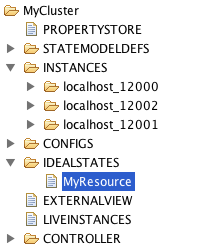 MyCluster
PROPERTYSTORE
STATEMODELDEFS
INSTANCES
localhost_12000
localhost_12002
localhost_12001
CONFIGS
IDEALSTATES
MyResource
EXTERNALVIEW
LIVEINSTANCES
CONTROLLER